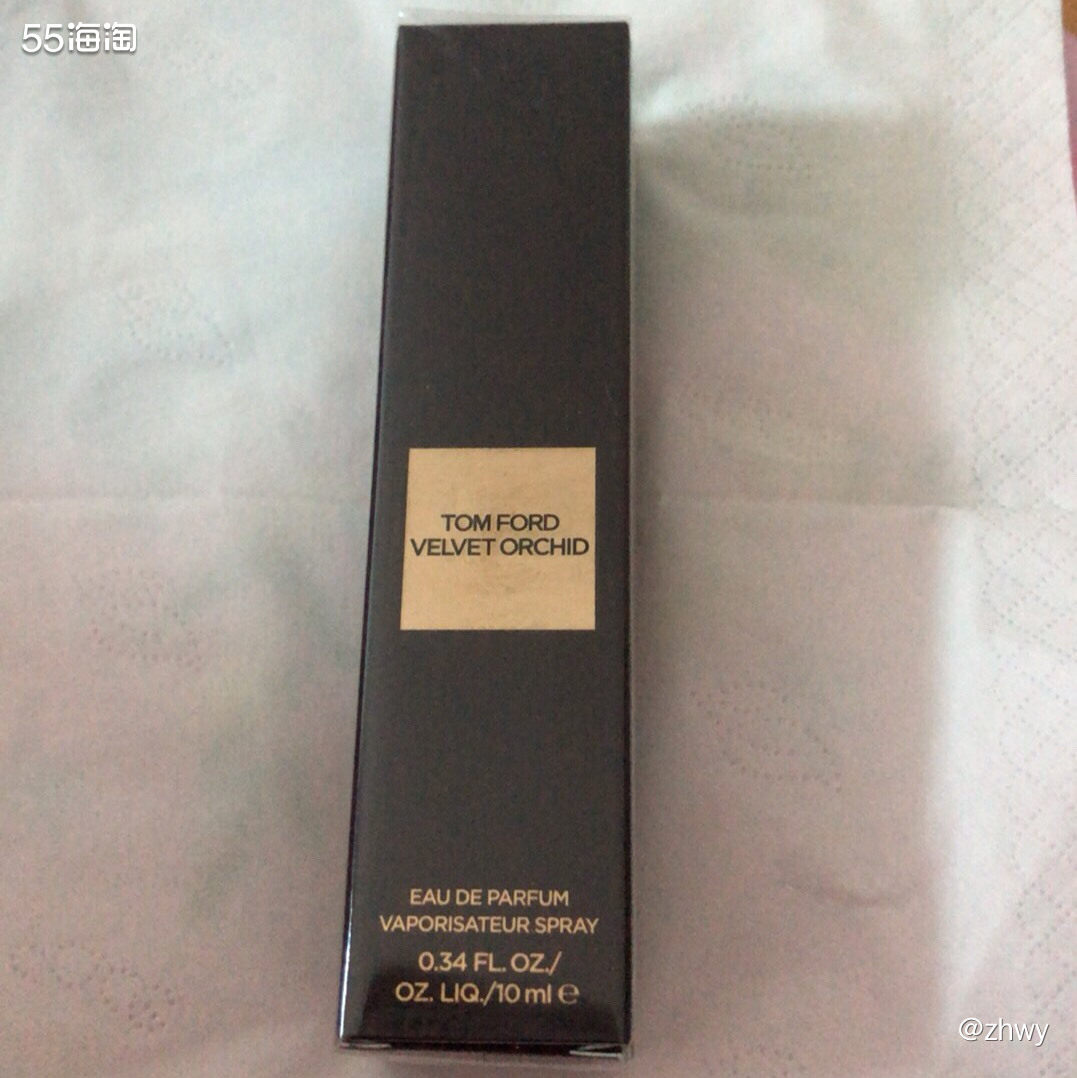 55海淘
TOM FORD
VELVET ORCHID
EAU DE PARFUM
VAPORISATEUR SPRAY
0.34 FL. OZ./
OZ. LIQ./10 ml ℮
@zhwy